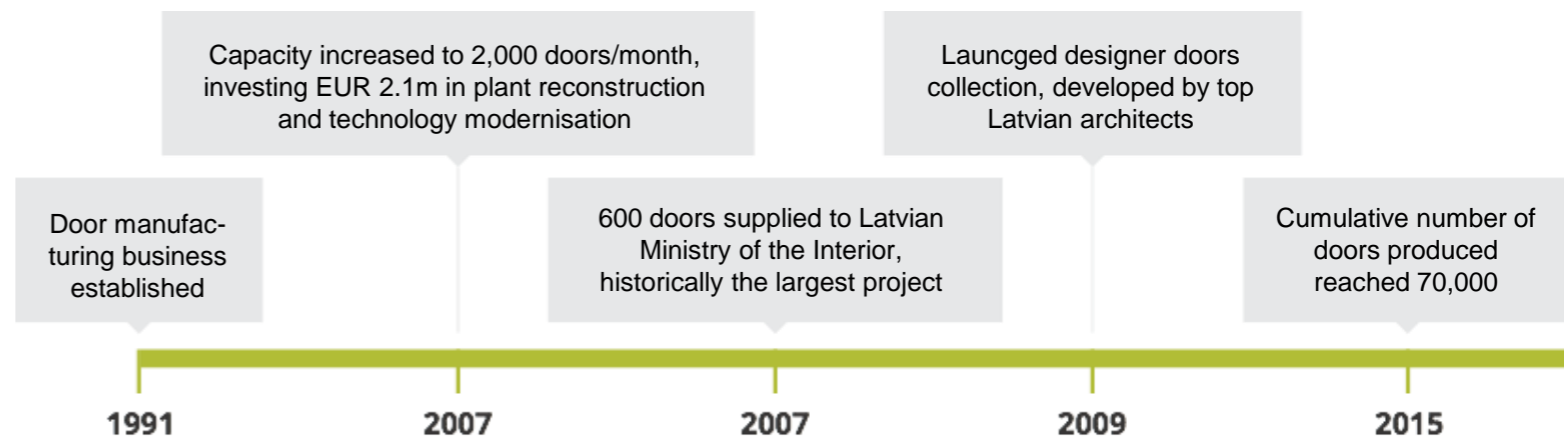 Capacity increased to 2,000 doors/month,
investing EUR 2.1m in plant reconstruction
and technology modernisation
Launcged designer doors
collection, developed by top
Latvian architects
Door manufac-
turing business
established
600 doors supplied to Latvian
Ministry of the Interior,
historically the largest project
Cumulative number of
doors produced
reached 70,000
1991
2007
2007
2009
2015